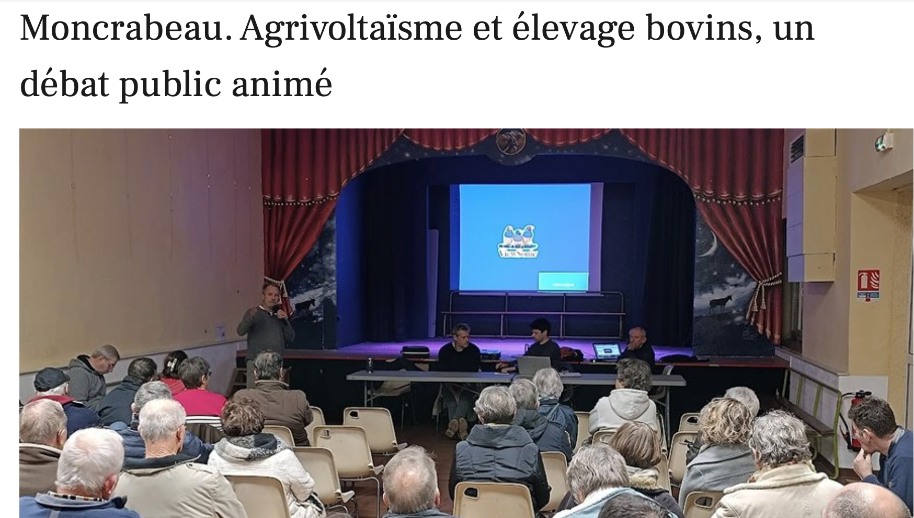 Moncrabeau. Agrivoltaïsme et élevage bovins, un
débat public animé